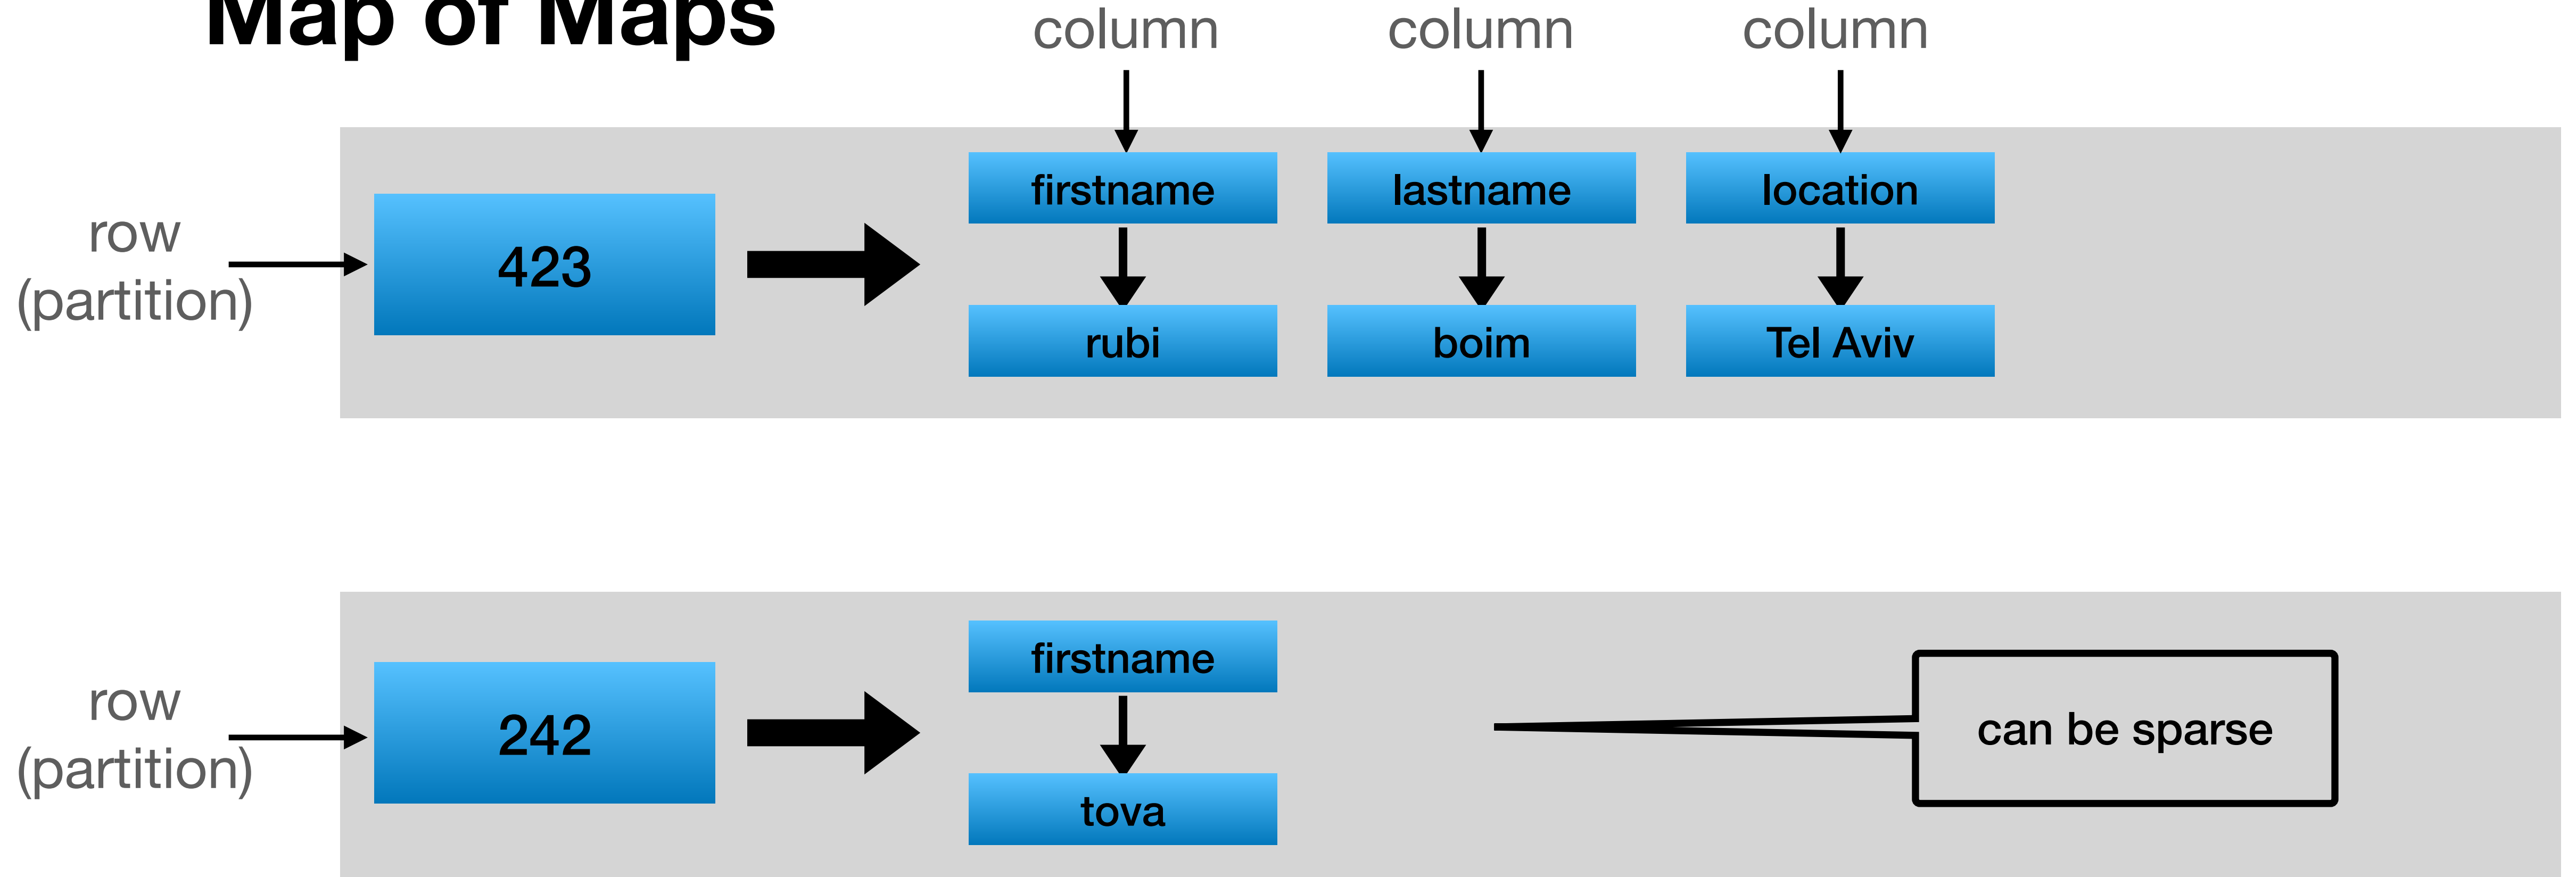 Map of Maps
column column column
firstname lastname location
row
(partition)
423
rubi boim Tel Aviv
firstname
row
(partition)
242
can be sparse
tova